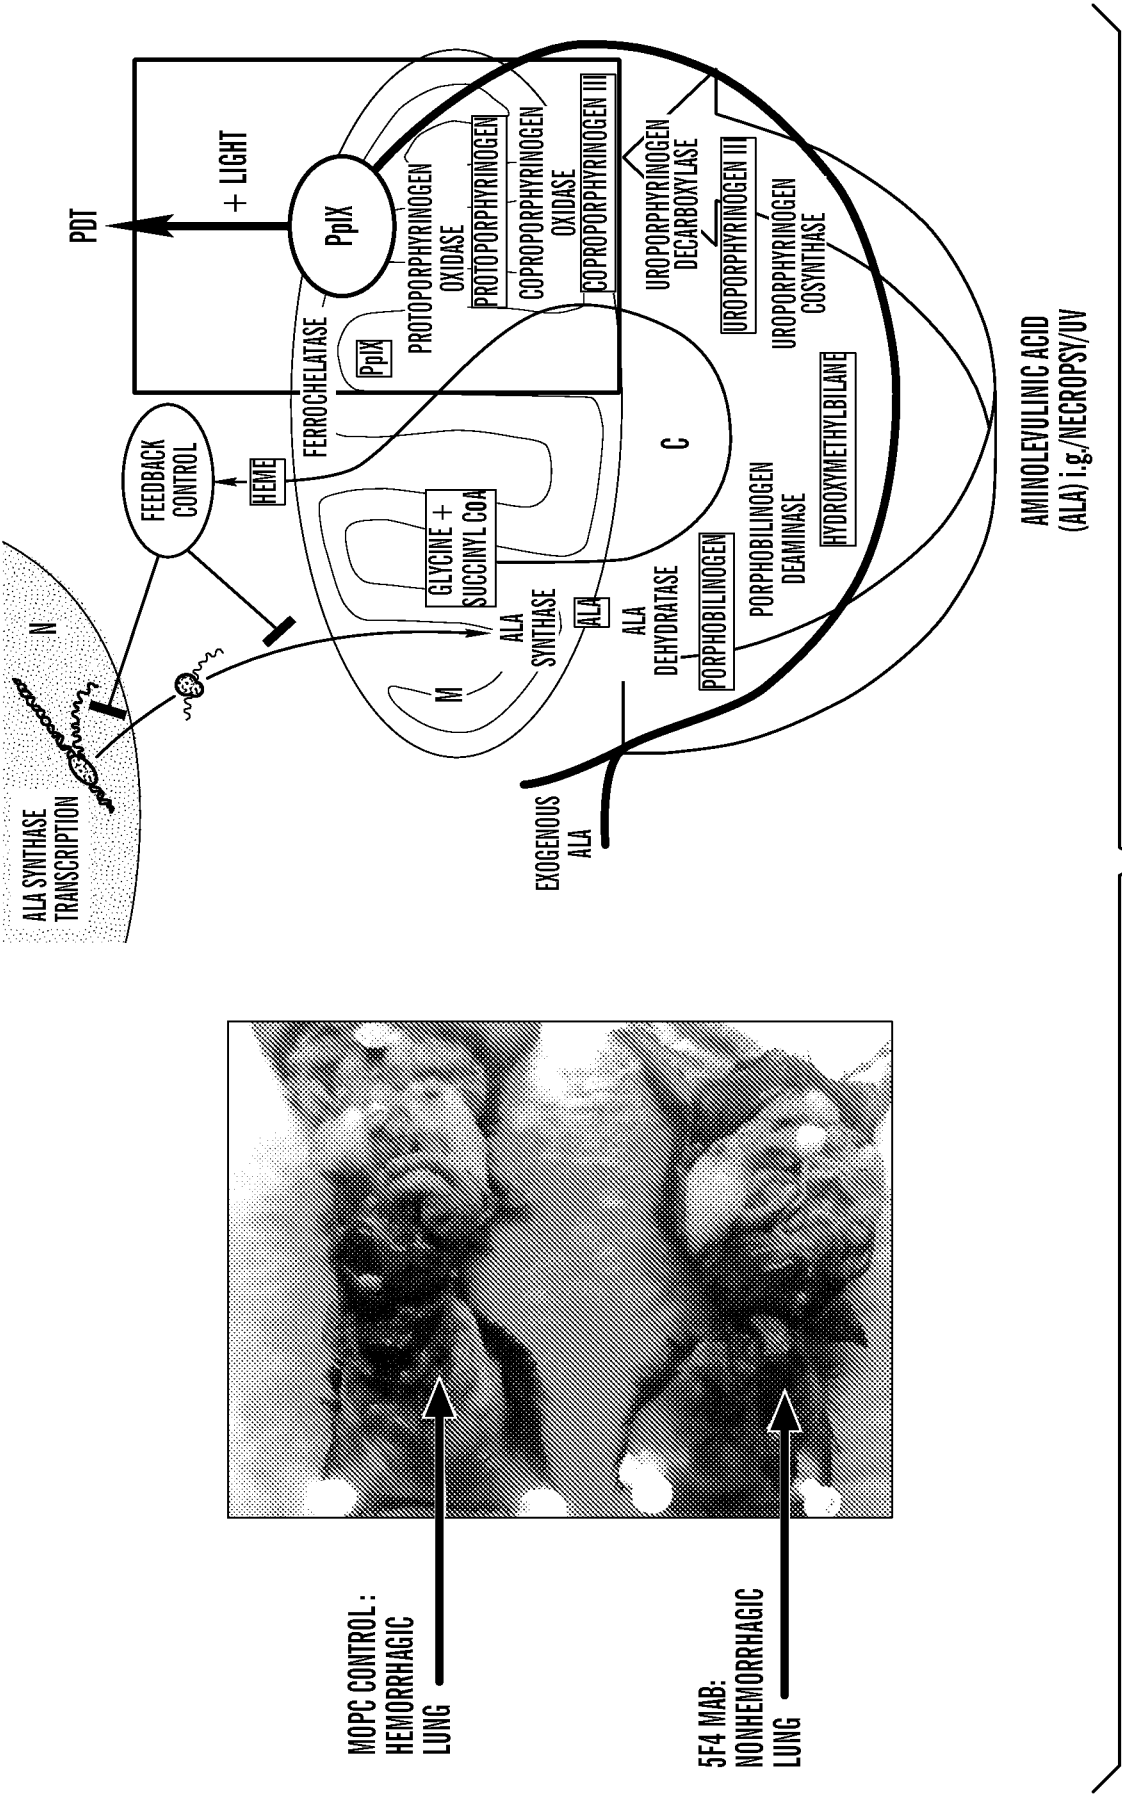 MOPC CONTROL:
HEMORRHAGIC
LUNG
5F4 MAB:
NONHEMORRHAGIC
LUNG
ALA SYNTHASE
TRANSCRIPTION
N
FEEDBACK
CONTROL
HEME
PDT
+ LIGHT
PpIX
FERROCHELATASE
PpIX
PROTOPORPHYRINOGEN
OXIDASE
PROTOPORPHYRINOGEN
COPROPORPHYRINOGEN
OXIDASE
COPROPORPHYRINOGEN III
UROPORPHYRINOGEN
DECARBOXYLASE
UROPORPHYRINOGEN III
UROPORPHYRINOGEN
COSYNTHASE
HYDROXYMETHYLBILANE
PORPHOBILINOGEN
DEAMINASE
PORPHOBILINOGEN
ALA
DEHYDRATASE
ALA
ALA
SYNTHASE
GLYCINE +
SUCCINYL CoA
M
C
EXOGENOUS
ALA
AMINOLEVULINIC ACID
(ALA) i.g./NECROPSY/UV